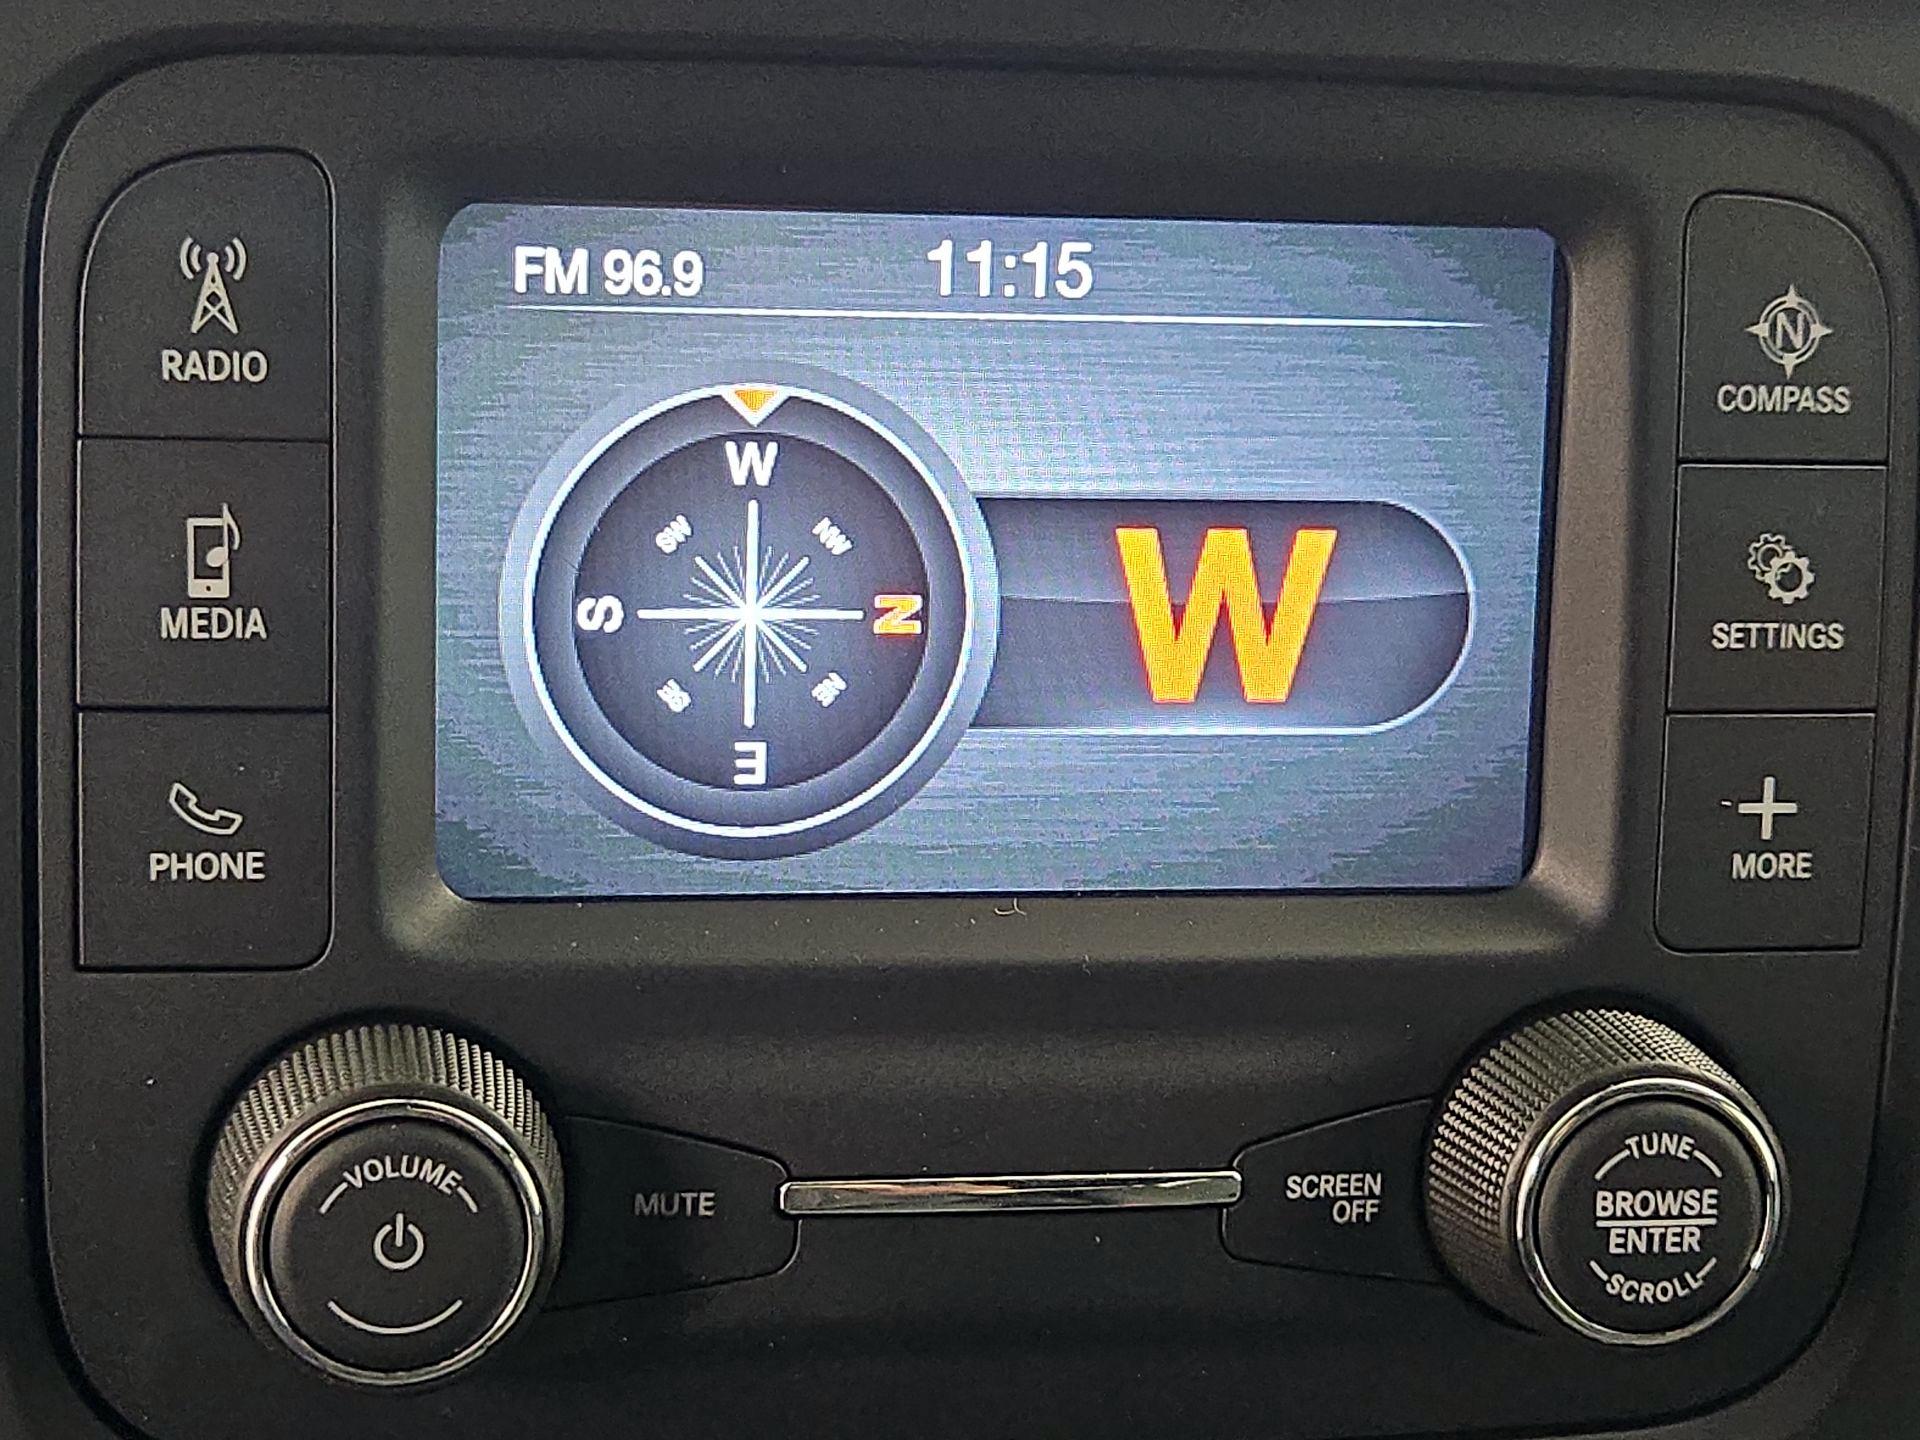 FM 96.9
11:15
RADIO
MEDIA
PHONE
W
SW
NW
S
N
SE
NE
E
W
N
COMPASS
SETTINGS
MORE
VOLUME
MUTE
SCREEN
OFF
TUNE
BROWSE
ENTER
SCROLL